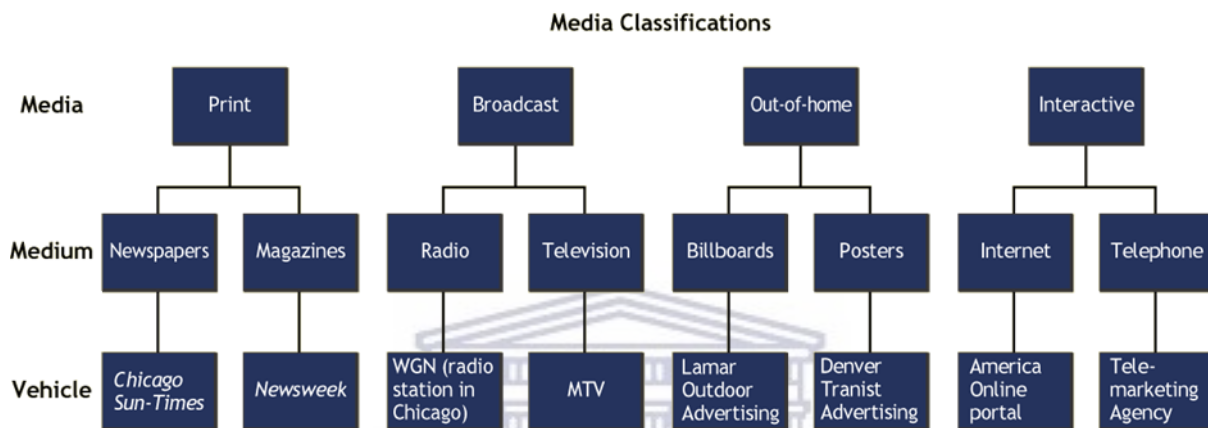 Media Classifications
Media
Print
Broadcast
Out-of-home
Interactive
Medium
Newspapers
Magazines
Radio
Television
Billboards
Posters
Internet
Telephone
Vehicle
Chicago
Sun-Times
Newsweek
WGN (radio
station in
Chicago)
MTV
Lamar
Outdoor
Advertising
Denver
Tranist
Advertising
America
Online
portal
Tele-
marketing
Agency